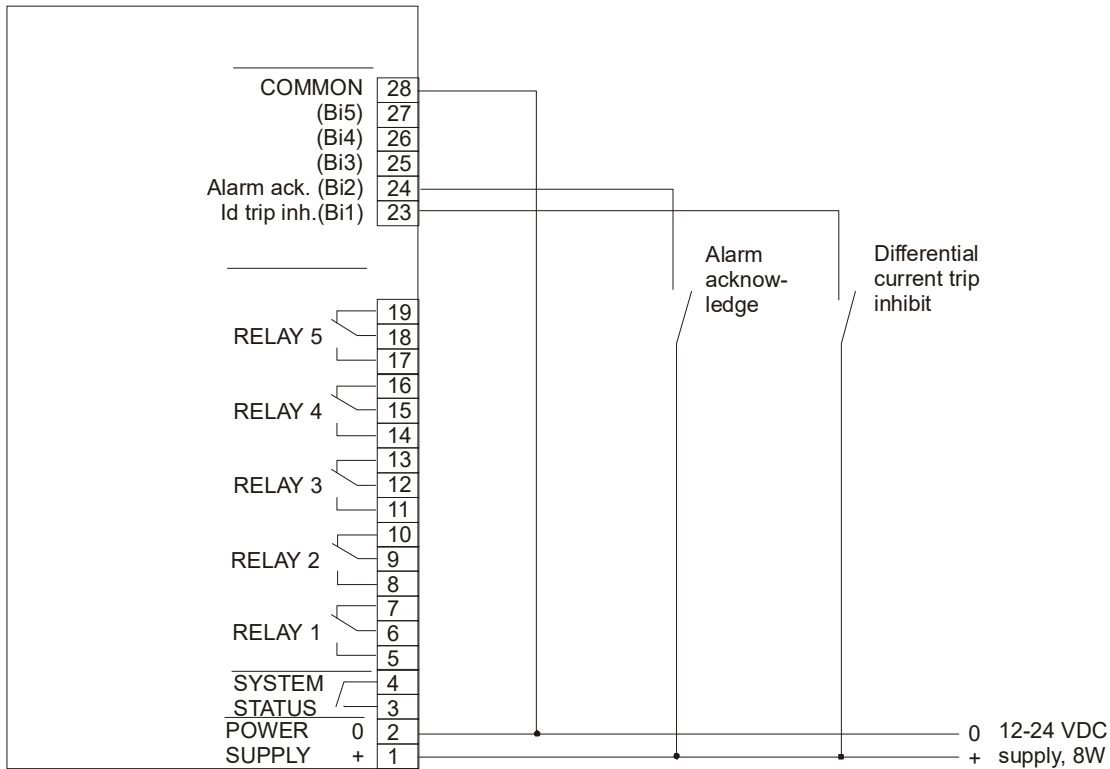 COMMON 28
(Bi5) 27
(Bi4) 26
(Bi3) 25
Alarm ack. (Bi2) 24
Id trip inh.(Bi1) 23
Alarm
acknow-
ledge
Differential
current trip
inhibit
19
RELAY 5 18
17
16
RELAY 4 15
14
13
RELAY 3 12
11
10
RELAY 2 9
8
7
RELAY 1 6
5
SYSTEM 4
STATUS 3
POWER 0 2
SUPPLY + 1
0 12-24 VDC
+ supply, 8W